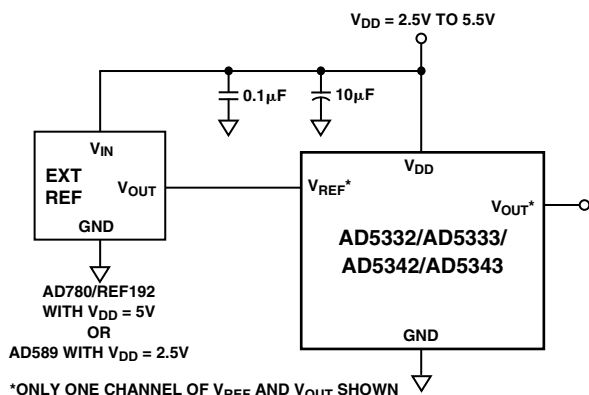 V_DD = 2.5V TO 5.5V
0.1μF
10μF
V_IN
EXT
REF
V_OUT
GND
V_DD
V_REF*
V_OUT*
AD5332/AD5333/
AD5342/AD5343
GND
AD780/REF192
WITH V_DD = 5V
OR
AD589 WITH V_DD = 2.5V
*ONLY ONE CHANNEL OF V_REF AND V_OUT SHOWN